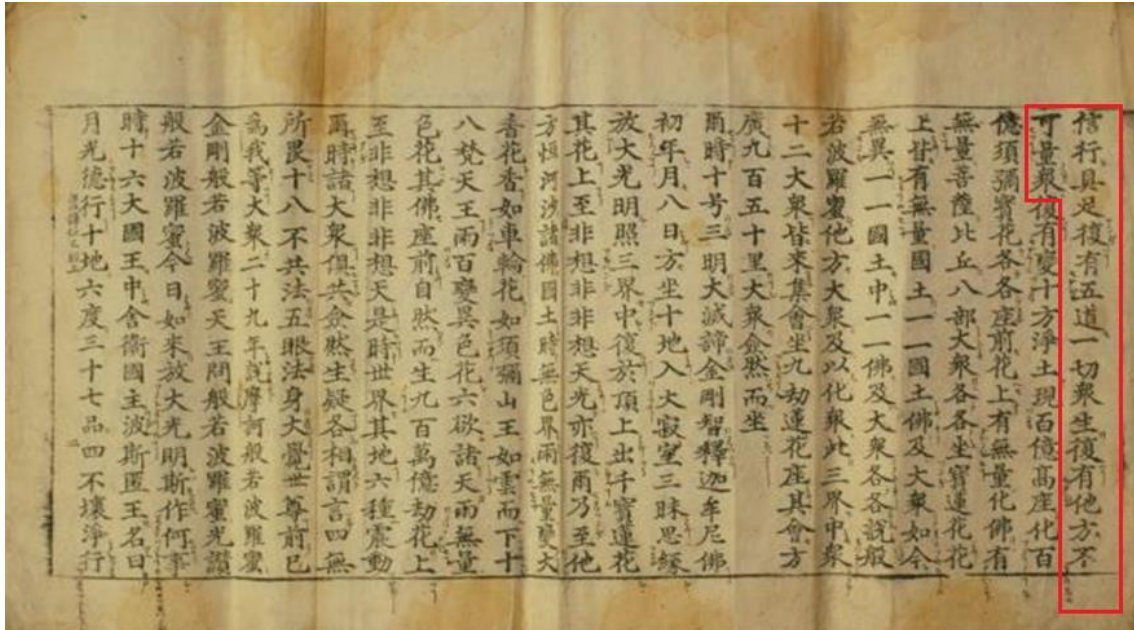 信行具足復有五道一切衆生復有他方不
可量衆復有變十方淨土現百億髙座化百
億須彌寶花各各座前花上有無量化佛有
無量菩薩比丘八部大衆各各坐寶蓮花花
上皆有無量國土一一國土佛及大衆如今
無異一一國土中一一佛及大衆各各說般
若波羅蜜他方大衆及以化衆此三界中衆
十二大衆皆來集會坐九劫蓮花座其會方
廣九百五十里大衆僉然而坐
爾時十号三明大滅諦金剛智釋迦牟尼佛
初年月八日方坐十地入大寂室三昧思緣
放大光明照三界中復於頂上出千寶蓮花
其花上至非想非非想天光亦復爾乃至他
方恒河沙諸佛國土時無色界雨無量變大
香花香如車輪花如須彌山王如雲而下十
八梵天王雨百變異色花六欲諸天雨無量
色花其佛座前自然而生九百萬億劫花上
至非想非非想天是時世界其地六種震動
爾時諸大衆俱共僉然生疑各相謂言四無
所畏十八不共法五眼法身大覺世尊前已
爲我等大衆二十九年說摩訶般若波羅蜜
金剛般若波羅蜜天王問般若波羅蜜光讃
般若波羅蜜今日如來放大光明斯作何事
時十六大國王中舍衛國主波斯匿王名曰
月光德行十地六度三十七品四不壞淨行